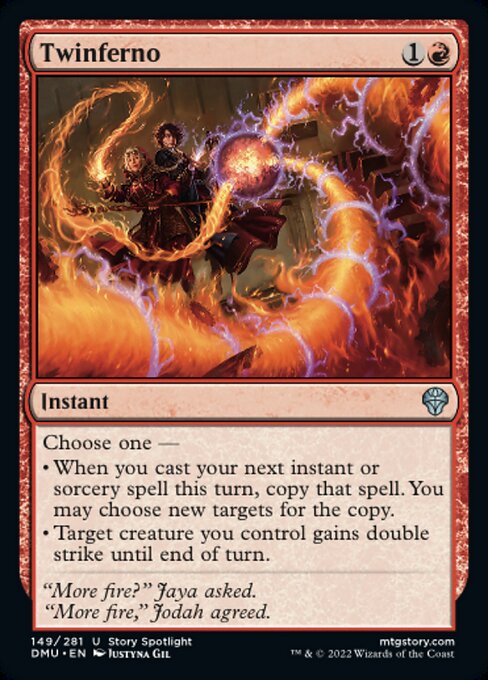 Twinferno 1
Instant
Choose one —
• When you cast your next instant or
sorcery spell this turn, copy that spell. You
may choose new targets for the copy.
• Target creature you control gains double
strike until end of turn.
“More fire?” Jaya asked.
“More fire,” Jodah agreed.
149/281 U Story Spotlight mtgstory.com
DMU • EN Justyna Gil ™ & © 2022 Wizards of the Coast